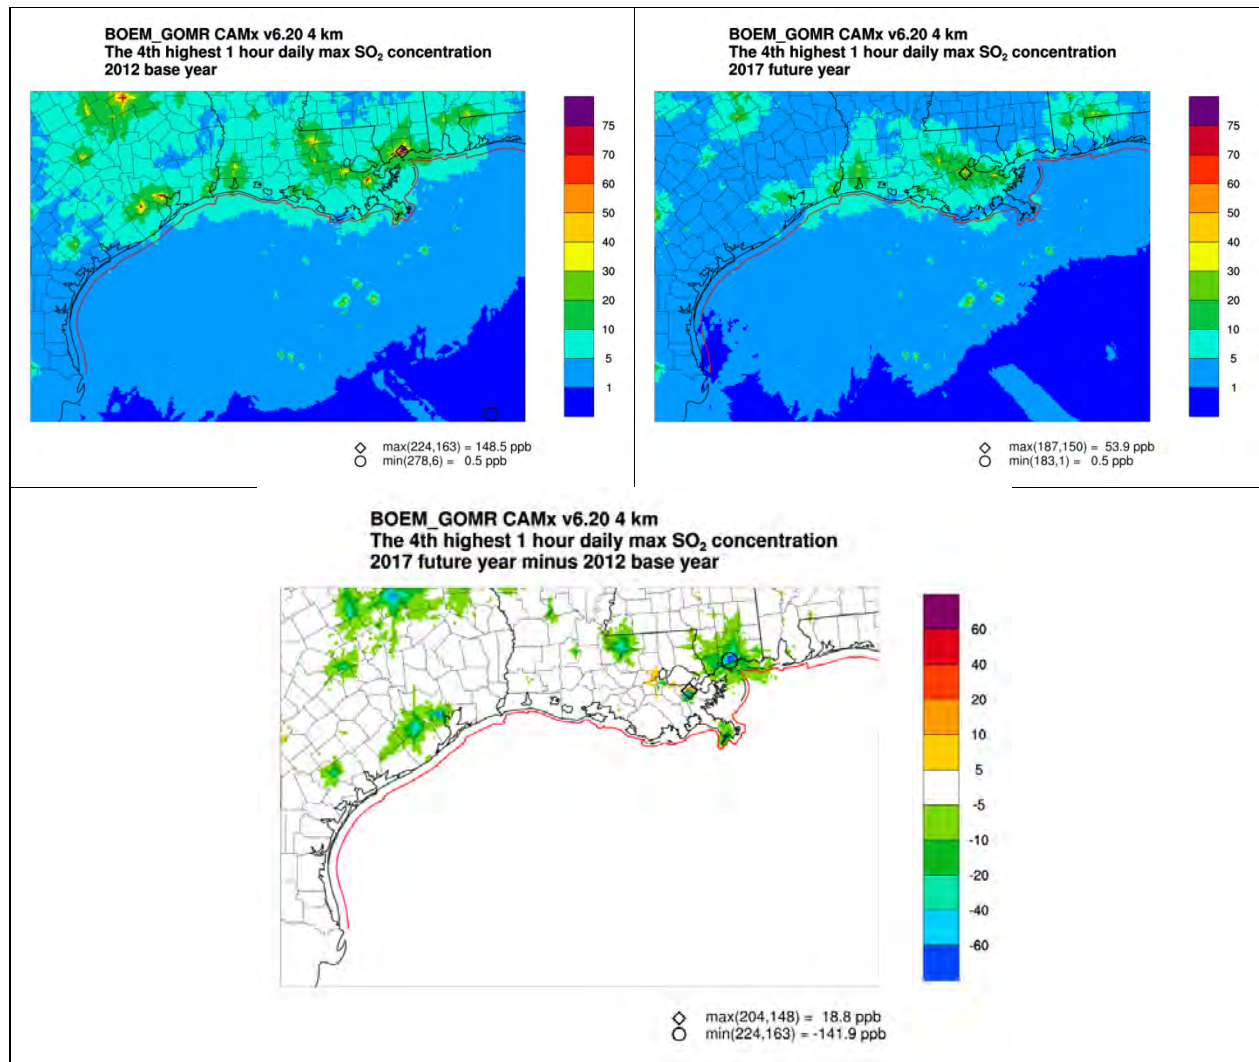 BOEM_GOMR CAMx v6.20 4 km
The 4th highest 1 hour daily max SO₂ concentration
2012 base year
75
70
60
50
40
30
20
10
5
1
max(224,163) = 148.5 ppb
min(278,6) = 0.5 ppb
BOEM_GOMR CAMx v6.20 4 km
The 4th highest 1 hour daily max SO₂ concentration
2017 future year
75
70
60
50
40
30
20
10
5
1
max(187,150) = 53.9 ppb
min(183,1) = 0.5 ppb
BOEM_GOMR CAMx v6.20 4 km
The 4th highest 1 hour daily max SO₂ concentration
2017 future year minus 2012 base year
60
40
20
10
5
-5
-10
-20
-40
-60
max(204,148) = 18.8 ppb
min(224,163) = -141.9 ppb